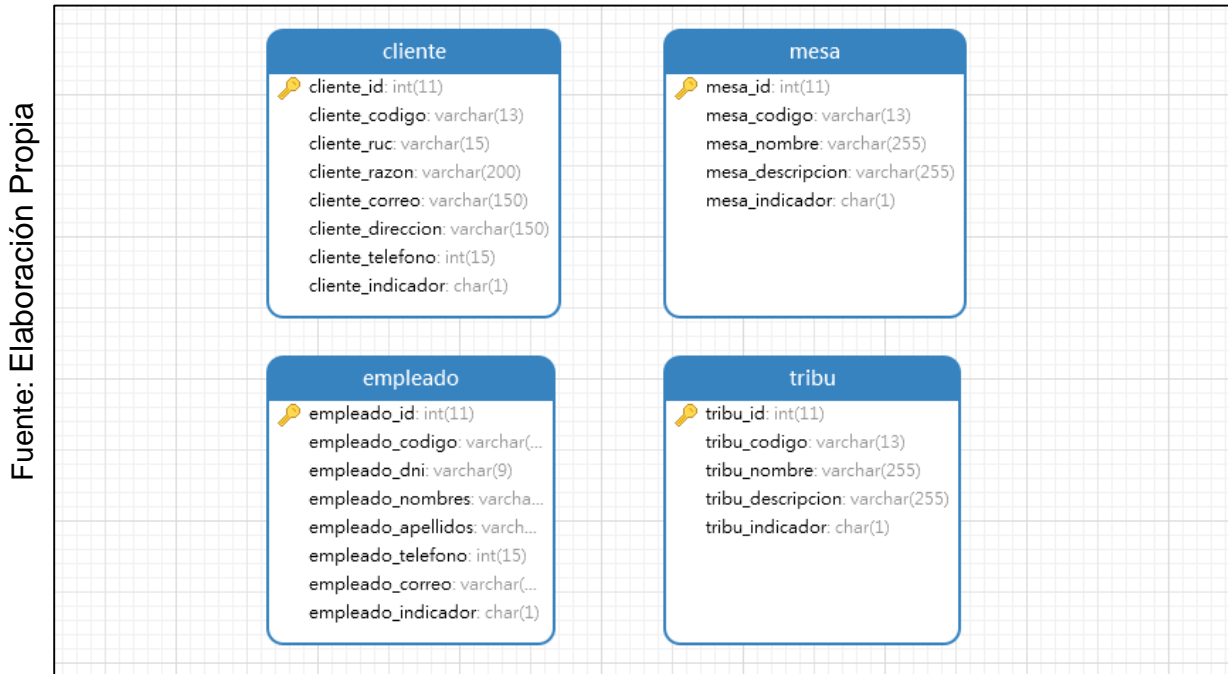 Fuente: Elaboración Propia
cliente
cliente_id: int(11)
cliente_codigo: varchar(13)
cliente_ruc: varchar(15)
cliente_razon: varchar(200)
cliente_correo: varchar(150)
cliente_direccion: varchar(150)
cliente_telefono: int(15)
cliente_indicador: char(1)
mesa
mesa_id: int(11)
mesa_codigo: varchar(13)
mesa_nombre: varchar(255)
mesa_descripcion: varchar(255)
mesa_indicador: char(1)
empleado
empleado_id: int(11)
empleado_codigo: varchar(...
empleado_dni: varchar(9)
empleado_nombres: varcha...
empleado_apellidos: varch...
empleado_telefono: int(15)
empleado_correo: varchar(...
empleado_indicador: char(1)
tribu
tribu_id: int(11)
tribu_codigo: varchar(13)
tribu_nombre: varchar(255)
tribu_descripcion: varchar(255)
tribu_indicador: char(1)